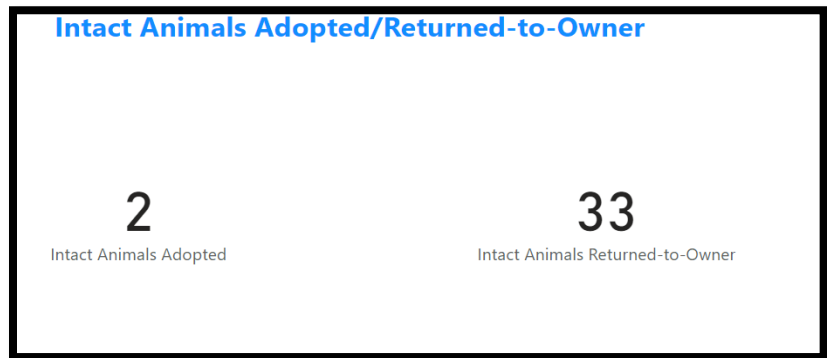 Intact Animals Adopted/Returned-to-Owner
2
33
Intact Animals Adopted
Intact Animals Returned-to-Owner